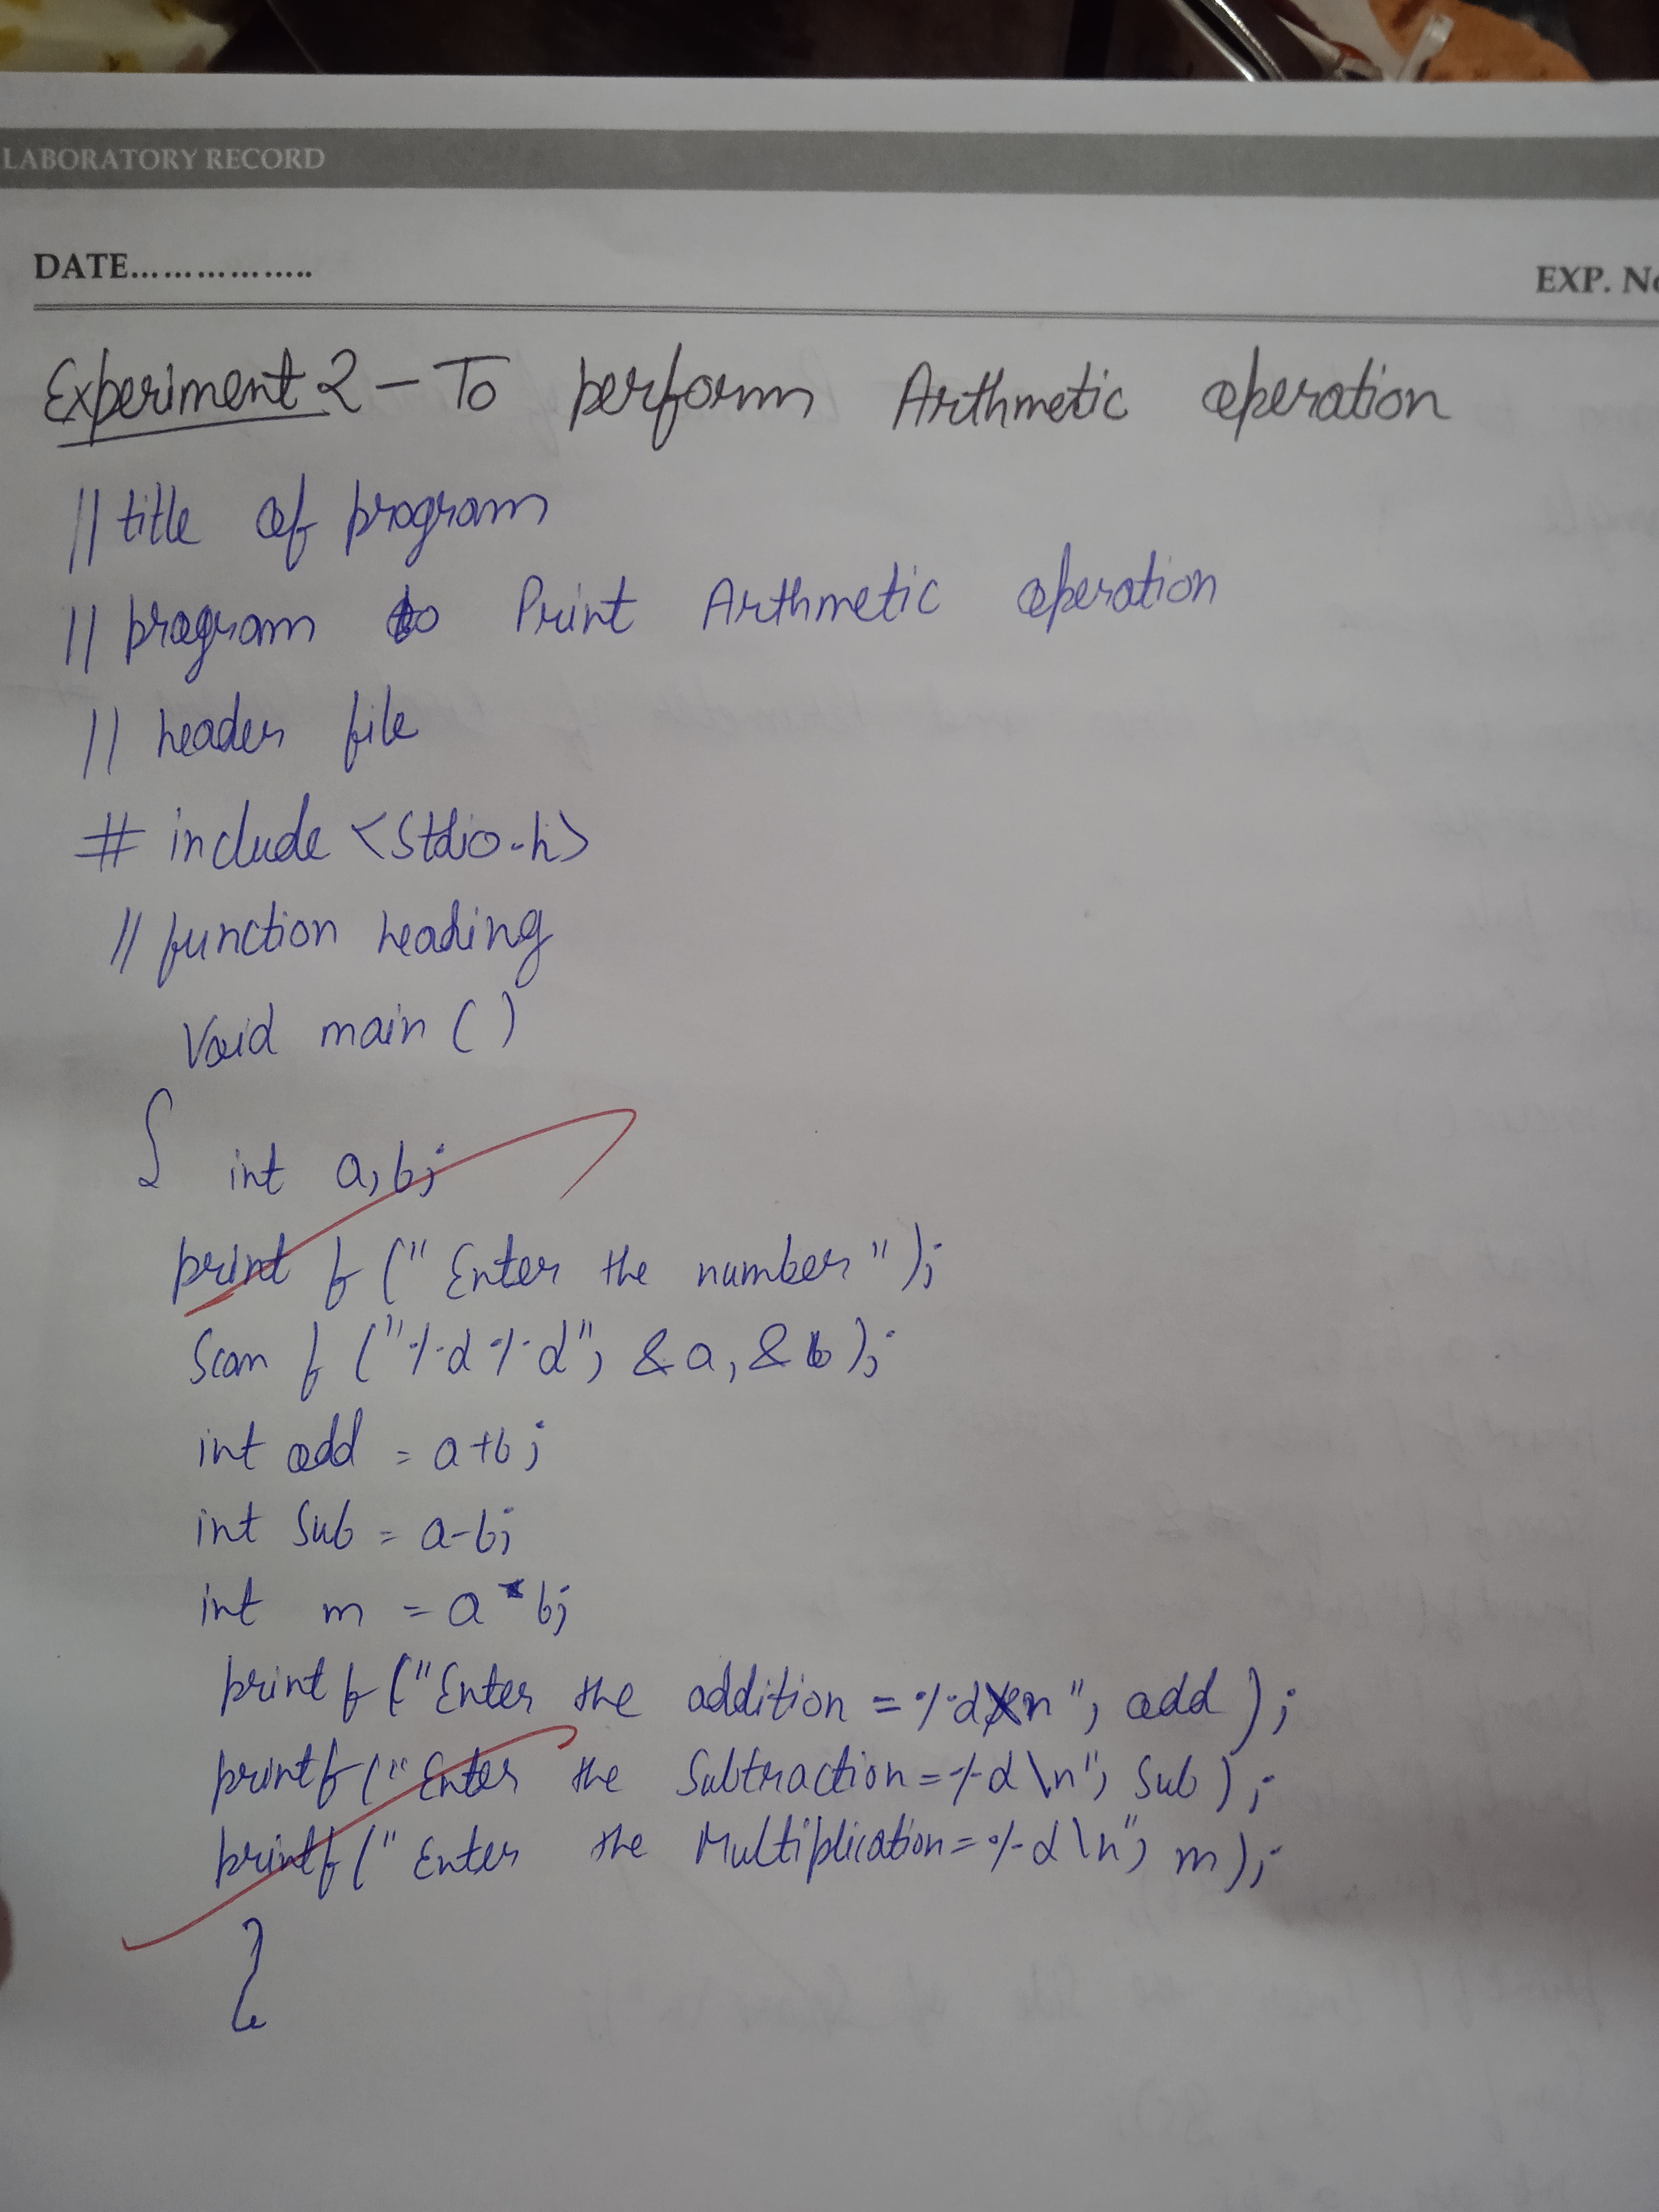 LABORATORY RECORD
DATE..................
EXP. No
Experiment 2 - To perform Arthmetic operation
// title of program
// program to Print Arthmetic operation
// header file
# include <stdio.h>
// function heading
Void main ( )
{ int a, b;
print f (" Enter the number ");
Scan f ("%d %d", &a, &b);
int add = a+b;
int Sub = a-b;
int m = a * b;
print f ("Enter the addition = %d\n", add );
printf ("Enter the Subtraction = %d \n", Sub );
printf (" Enter the Multiplication = %d \n", m );
}